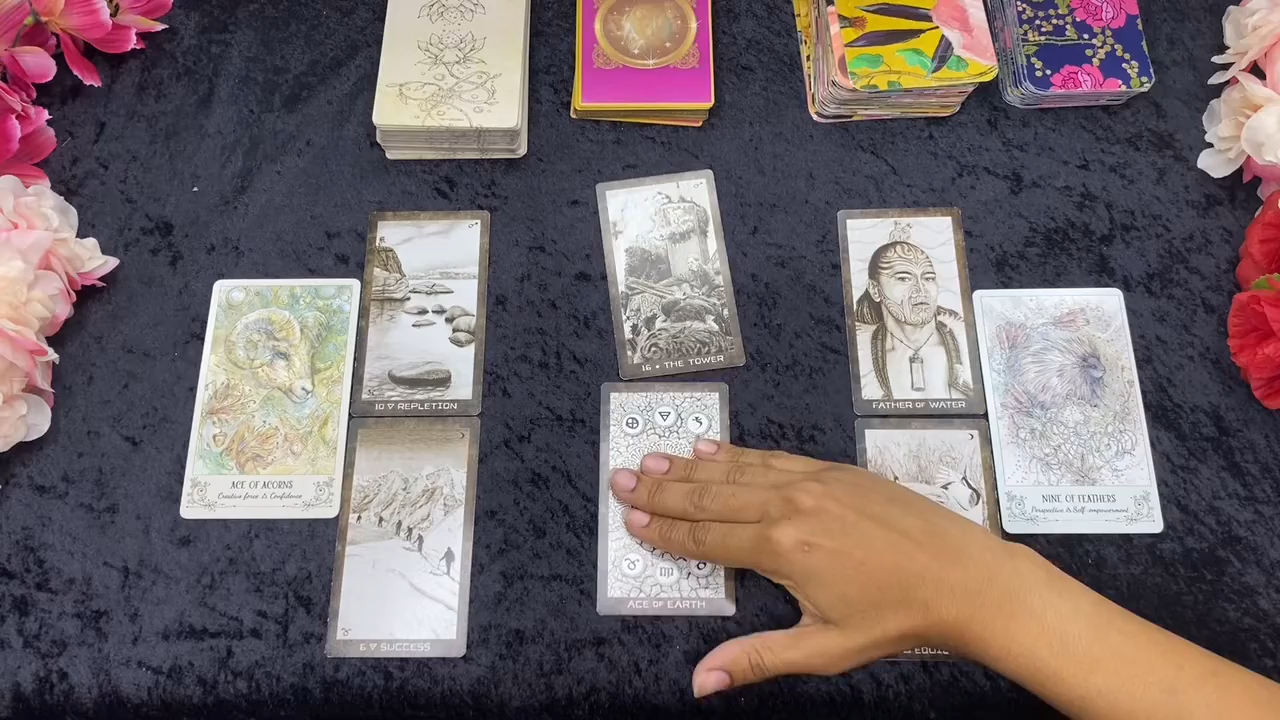 16 • THE TOWER
10 ▽ REPLETION
FATHER OF WATER
ACE OF ACORNS
Creative force & Confidence
NINE OF FEATHERS
Perspective & Self-empowerment
ACE OF EARTH
6 ▽ SUCCESS